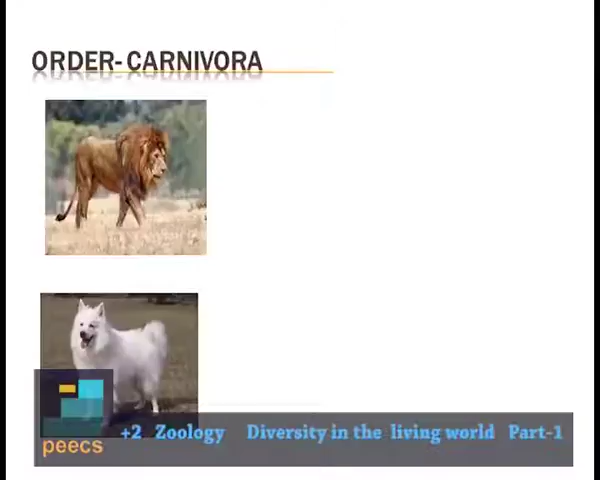 ORDER- CARNIVORA
peecs
+2 Zoology Diversity in the living world Part-1